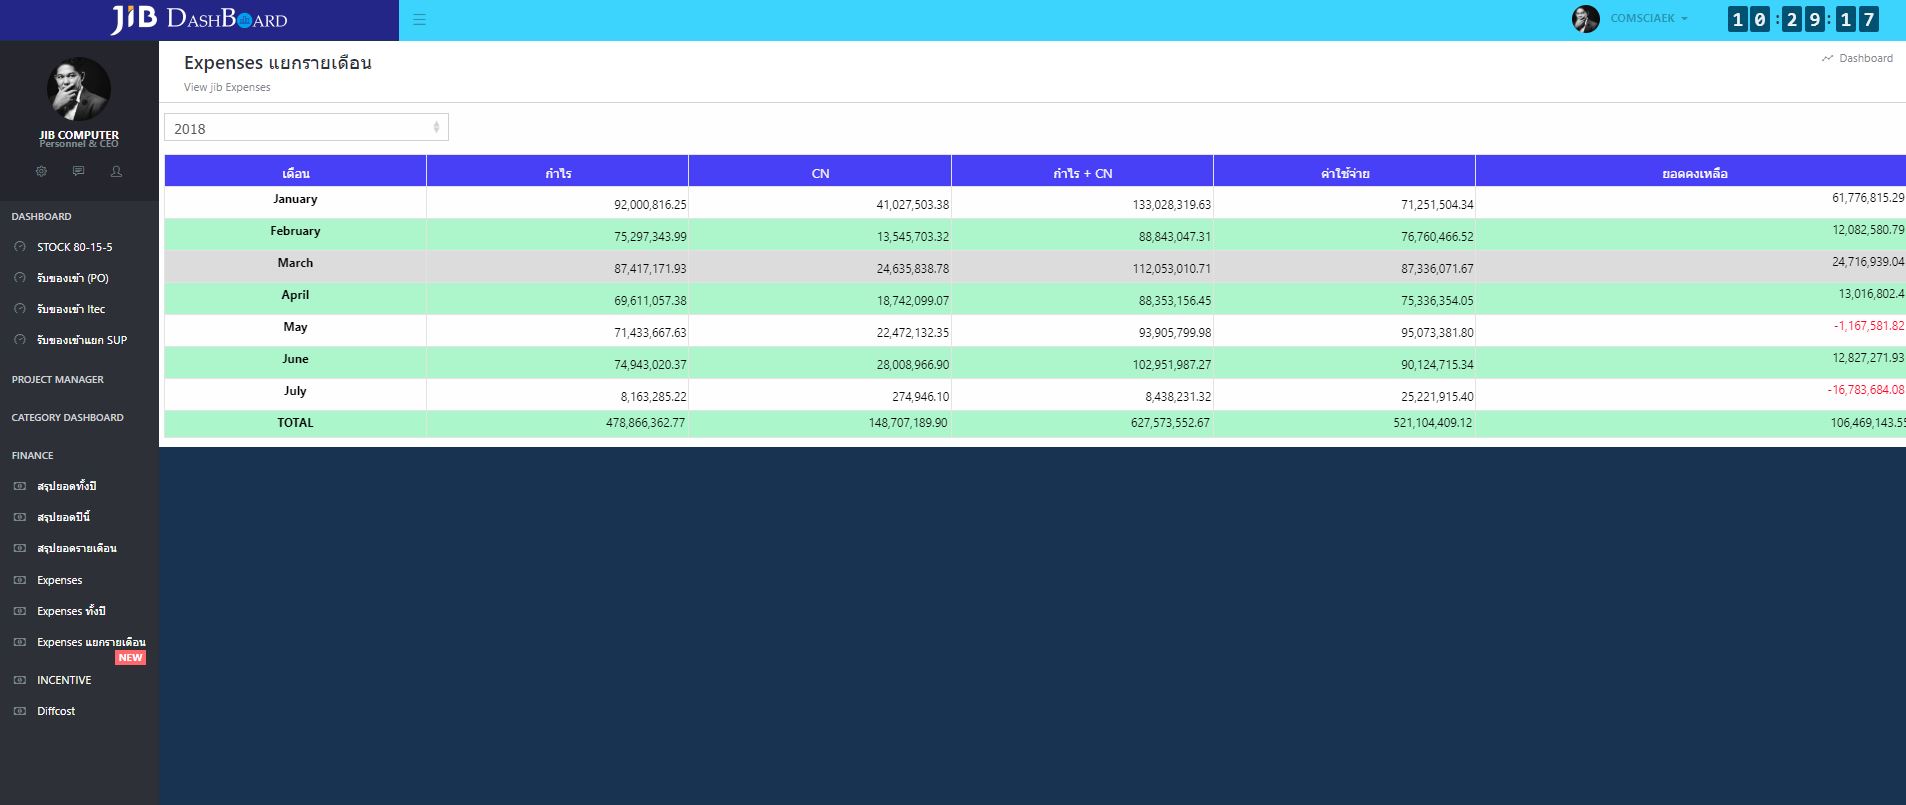 JIB DASHBOARD
COMSCIAEK
10:29:17
JIB COMPUTER
Personnel & CEO
DASHBOARD
STOCK 80-15-5
รับของเข้า (PO)
รับของเข้า Itec
รับของเข้าแยก SUP
PROJECT MANAGER
CATEGORY DASHBOARD
FINANCE
สรุปยอดทั้งปี
สรุปยอดปีนี้
สรุปยอดรายเดือน
Expenses
Expenses ทั้งปี
Expenses แยกรายเดือน
NEW
INCENTIVE
Diffcost
Expenses แยกรายเดือน
View jib Expenses
Dashboard
2018
เดือน กำไร CN กำไร + CN ค่าใช้จ่าย ยอดคงเหลือ
January 92,000,816.25 41,027,503.38 133,028,319.63 71,251,504.34 61,776,815.29
February 75,297,343.99 13,545,703.32 88,843,047.31 76,760,466.52 12,082,580.79
March 87,417,171.93 24,635,838.78 112,053,010.71 87,336,071.67 24,716,939.04
April 69,611,057.38 18,742,099.07 88,353,156.45 75,336,354.05 13,016,802.4
May 71,433,667.63 22,472,132.35 93,905,799.98 95,073,381.80 -1,167,581.82
June 74,943,020.37 28,008,966.90 102,951,987.27 90,124,715.34 12,827,271.93
July 8,163,285.22 274,946.10 8,438,231.32 25,221,915.40 -16,783,684.08
TOTAL 478,866,362.77 148,707,189.90 627,573,552.67 521,104,409.12 106,469,143.55